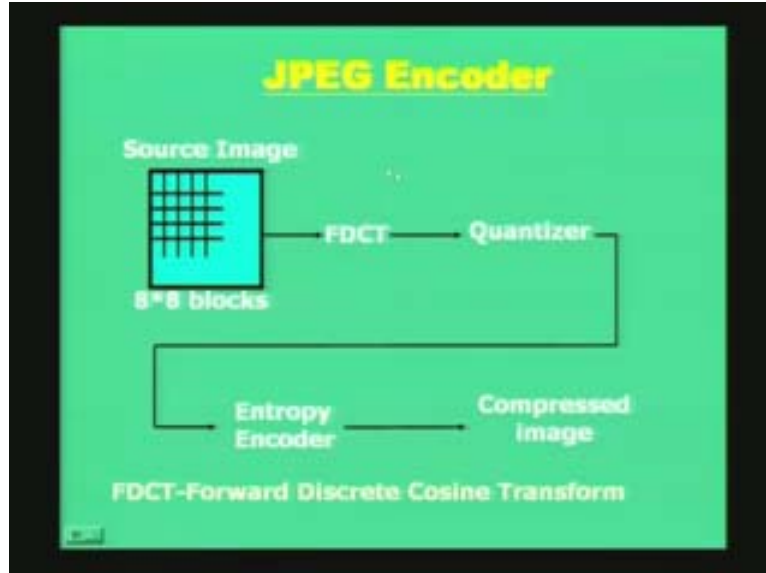 JPEG Encoder
Source Image
8*8 blocks
FDCT
Quantizer
Entropy
Encoder
Compressed
image
FDCT-Forward Discrete Cosine Transform